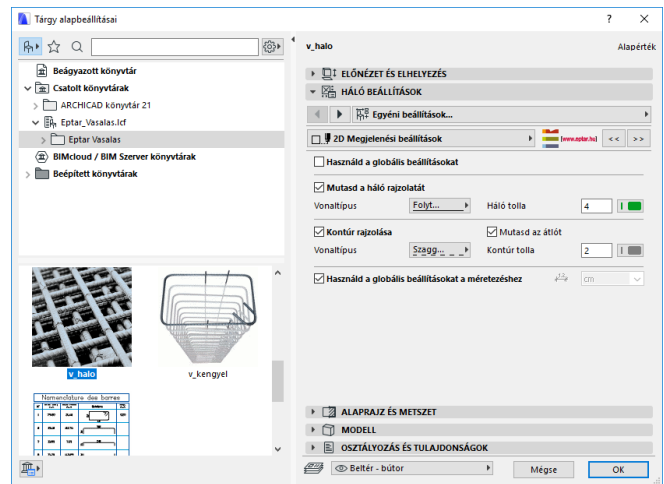 Tárgy alapbeállításai
? X
Beágyazott könyvtár
Csatolt könyvtárak
ARCHICAD könyvtár 21
Eptar_Vasalas.lcf
Eptar Vasalas
BIMcloud / BIM Szerver könyvtárak
Beépített könyvtárak
v_halo
v_kengyel
Nomenclature des barres
v_halo
Alapérték
ELŐNÉZET ÉS ELHELYEZÉS
HÁLÓ BEÁLLÍTÁSOK
Egyéni beállítások...
2D Megjelenési beállítások
[www.eptar.hu]
<< >>
Használd a globális beállításokat
Mutasd a háló rajzolatát
Vonaltípus Folyt... Háló tolla 4
Kontúr rajzolása Mutasd az átlót
Vonaltípus Szagg... Kontúr tolla 2
Használd a globális beállításokat a méretezéshez cm
ALAPRAJZ ÉS METSZET
MODELL
OSZTÁLYOZÁS ÉS TULAJDONSÁGOK
Beltér - bútor
Mégse OK